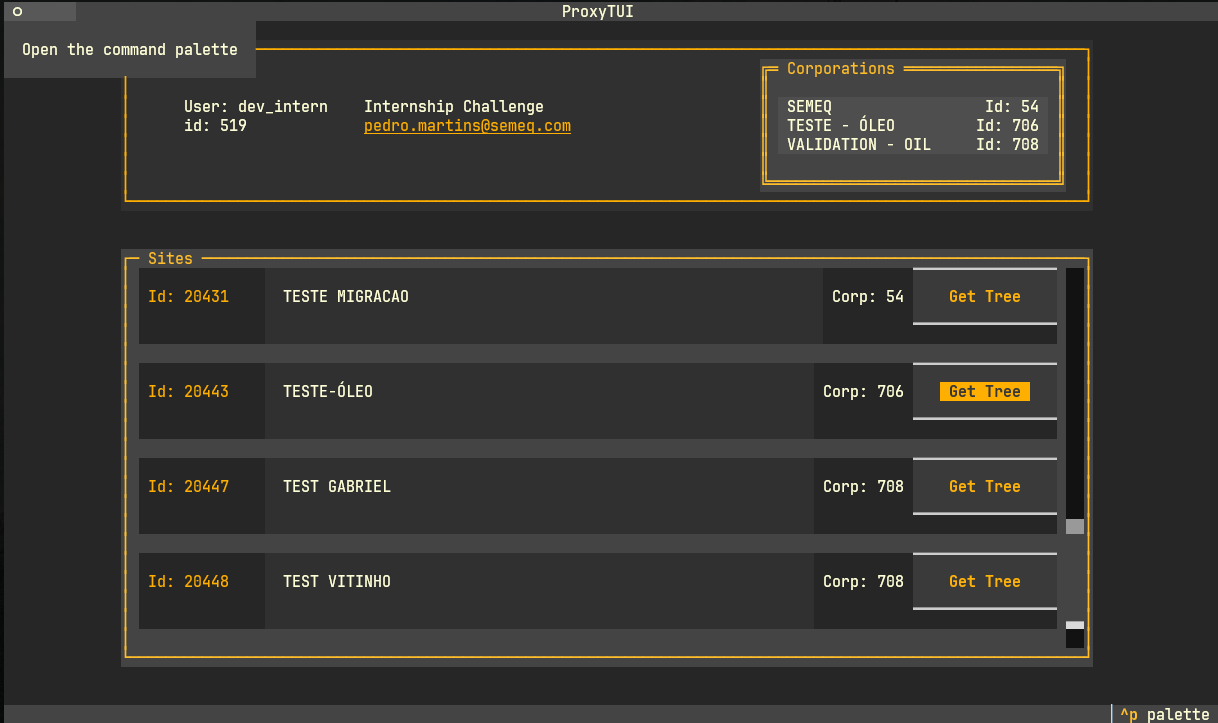 ProxyTUI
Open the command palette
Corporations
User: dev_intern Internship Challenge
id: 519 pedro.martins@semeq.com
SEMEQ Id: 54
TESTE - ÓLEO Id: 706
VALIDATION - OIL Id: 708
Sites
Id: 20431 TESTE MIGRACAO Corp: 54 Get Tree
Id: 20443 TESTE-ÓLEO Corp: 706 Get Tree
Id: 20447 TEST GABRIEL Corp: 708 Get Tree
Id: 20448 TEST VITINHO Corp: 708 Get Tree
^p palette